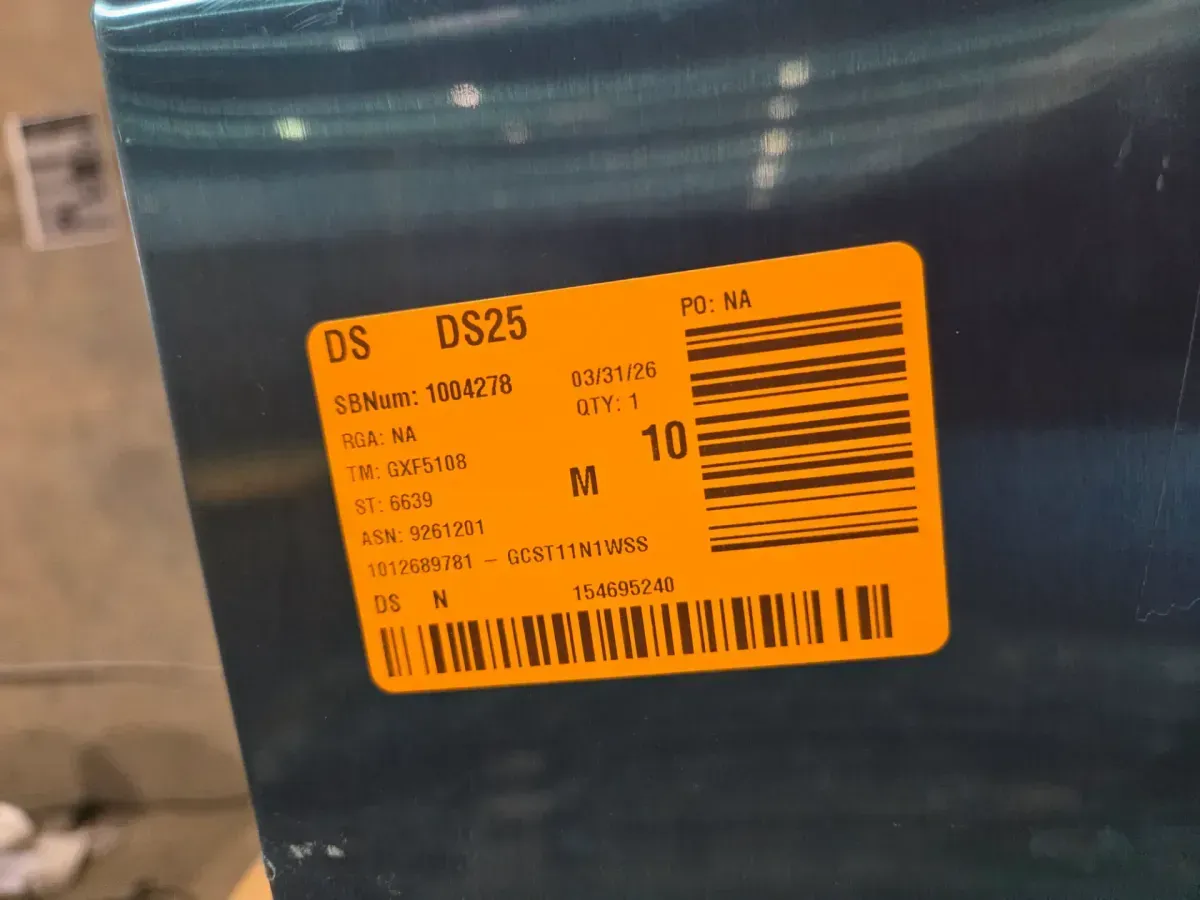 DS DS25 PO: NA
SBNum: 1004278 03/31/26
QTY: 1
RGA: NA 10
TM: GXF5108 M
ST: 6639
ASN: 9261201
1012689781 – GCST11N1WSS
DS N 154695240